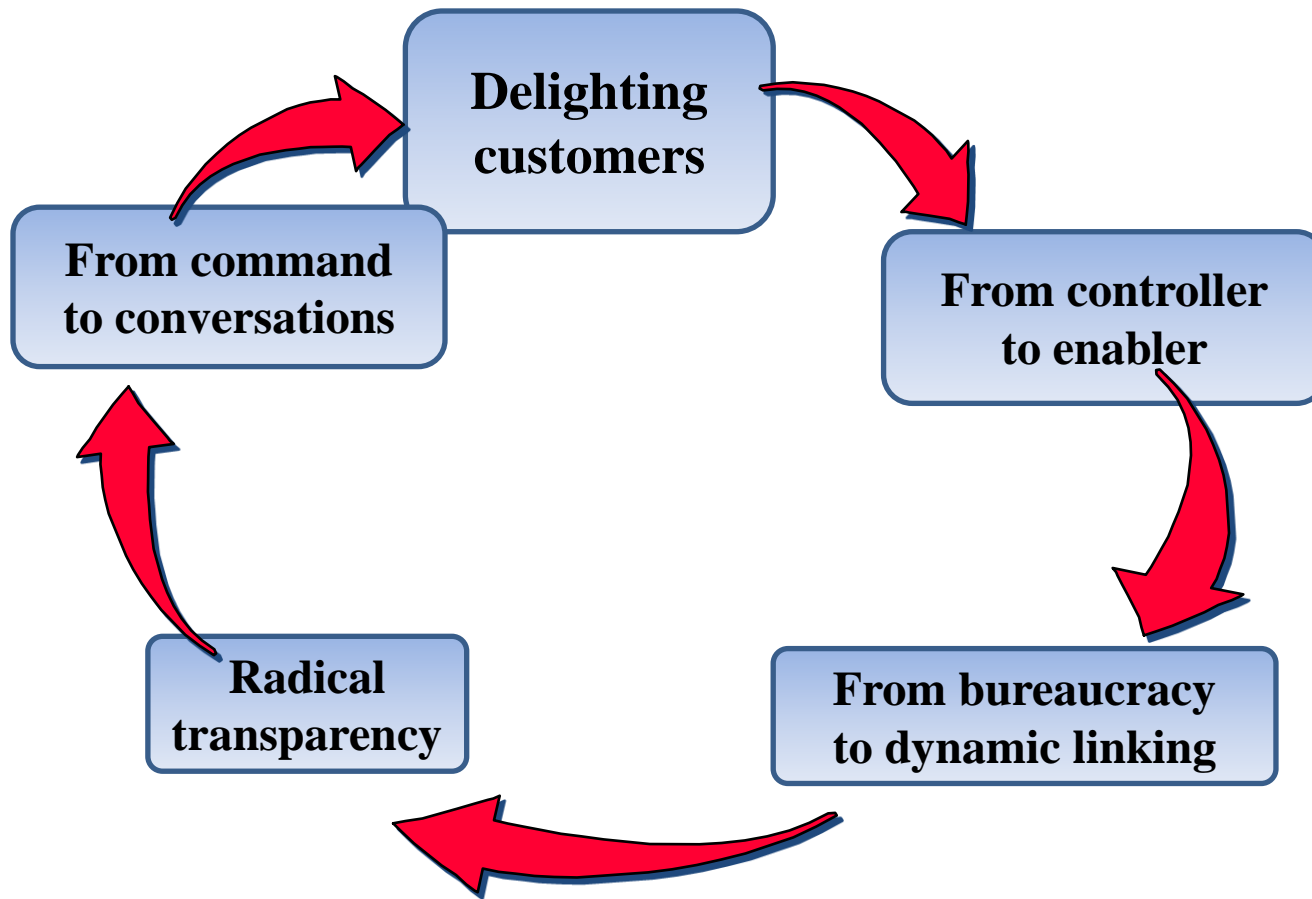 Delighting
customers
From controller
to enabler
From bureaucracy
to dynamic linking
Radical
transparency
From command
to conversations